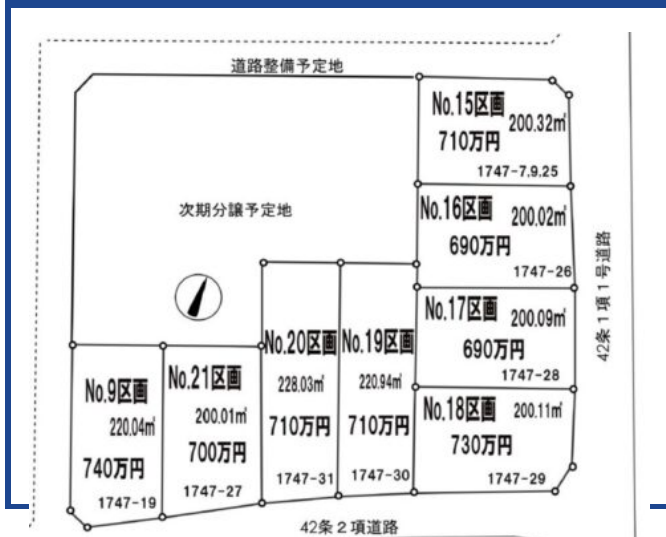 道路整備予定地
No.15区画
200.32㎡
710万円
1747-7.9.25
次期分譲予定地
No.16区画
200.02㎡
690万円
1747-26
42条1項1号道路
No.17区画
200.09㎡
690万円
1747-28
No.20区画
228.03㎡
710万円
1747-31
No.19区画
220.94㎡
710万円
1747-30
No.9区画
220.04㎡
740万円
1747-19
No.21区画
200.01㎡
700万円
1747-27
No.18区画
200.11㎡
730万円
1747-29
42条2項道路